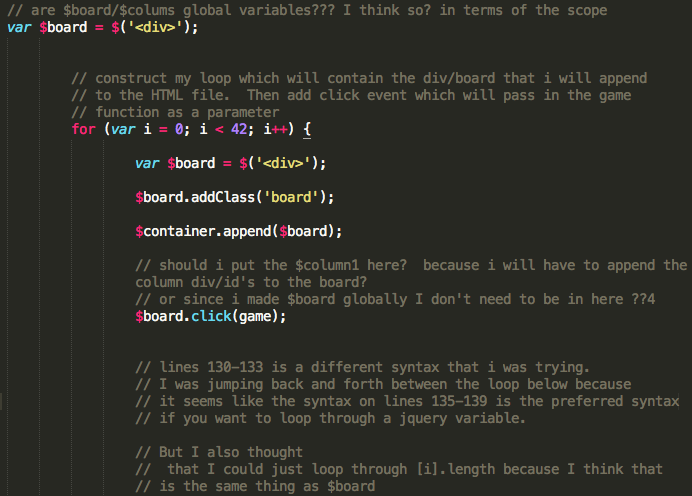 // are $board/$colums global variables??? I think so? in terms of the scope
var $board = $('<div>');
// construct my loop which will contain the div/board that i will append
// to the HTML file.  Then add click event which will pass in the game
// function as a parameter
for (var i = 0; i < 42; i++) {
var $board = $('<div>');
$board.addClass('board');
$container.append($board);
// should i put the $column1 here?  because i will have to append the
column div/id's to the board?
// or since i made $board globally I don't need to be in here ??4
$board.click(game);
// lines 130-133 is a different syntax that i was trying.
// I was jumping back and forth between the loop below because
// it seems like the syntax on lines 135-139 is the preferred syntax
// if you want to loop through a jquery variable.
// But I also thought
//  that I could just loop through [i].length because I think that
// is the same thing as $board